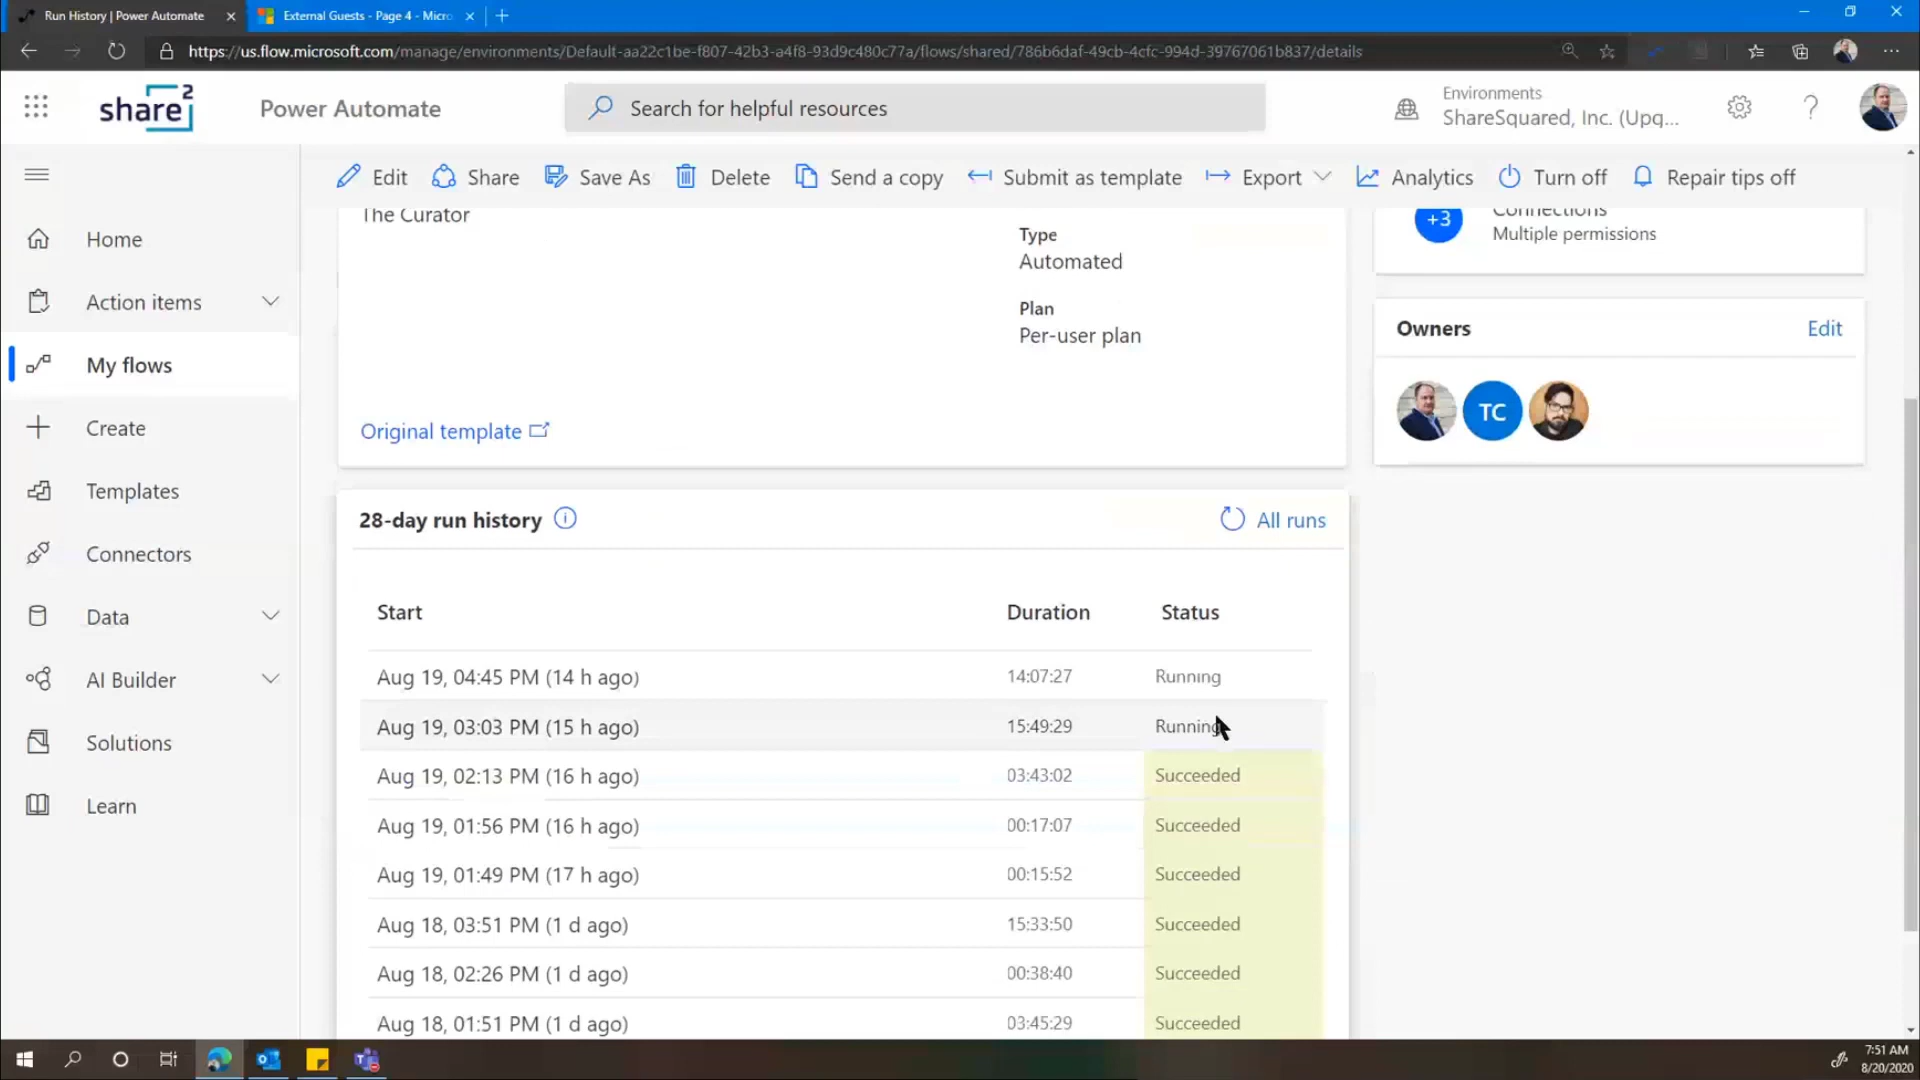 Run History | Power Automate
External Guests - Page 4 - Micro
https://us.flow.microsoft.com/manage/environments/Default-aa22c1be-f807-42b3-a4f8-93d9c480c77a/flows/shared/786b6daf-49cb-4cfc-994d-39767061b837/details
share2
Power Automate
Search for helpful resources
Environments
ShareSquared, Inc. (Upq...
Edit
Share
Save As
Delete
Send a copy
Submit as template
Export
Analytics
Turn off
Repair tips off
Home
Action items
My flows
Create
Templates
Connectors
Data
AI Builder
Solutions
Learn
The Curator
Type
Automated
Plan
Per-user plan
Original template
+3
Connections
Multiple permissions
Owners
Edit
TC
28-day run history
All runs
Start Duration Status
Aug 19, 04:45 PM (14 h ago) 14:07:27 Running
Aug 19, 03:03 PM (15 h ago) 15:49:29 Running
Aug 19, 02:13 PM (16 h ago) 03:43:02 Succeeded
Aug 19, 01:56 PM (16 h ago) 00:17:07 Succeeded
Aug 19, 01:49 PM (17 h ago) 00:15:52 Succeeded
Aug 18, 03:51 PM (1 d ago) 15:33:50 Succeeded
Aug 18, 02:26 PM (1 d ago) 00:38:40 Succeeded
Aug 18, 01:51 PM (1 d ago) 03:45:29 Succeeded
7:51 AM
8/20/2020